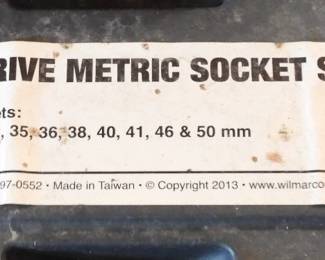 RIVE METRIC SOCKET S
ets:
, 35, 36, 38, 40, 41, 46 & 50 mm
97-0552 • Made in Taiwan • © Copyright 2013 • www.wilmarco